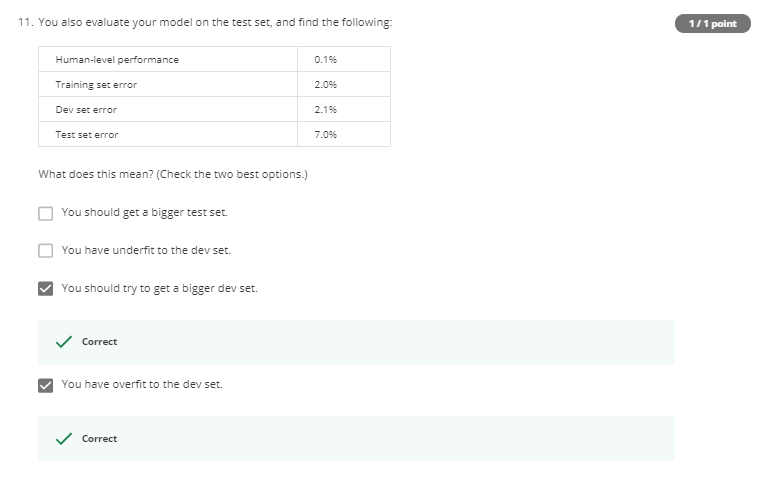 11. You also evaluate your model on the test set, and find the following:
1 / 1 point
Human-level performance 0.1%
Training set error 2.0%
Dev set error 2.1%
Test set error 7.0%
What does this mean? (Check the two best options.)
You should get a bigger test set.
You have underfit to the dev set.
You should try to get a bigger dev set.
Correct
You have overfit to the dev set.
Correct